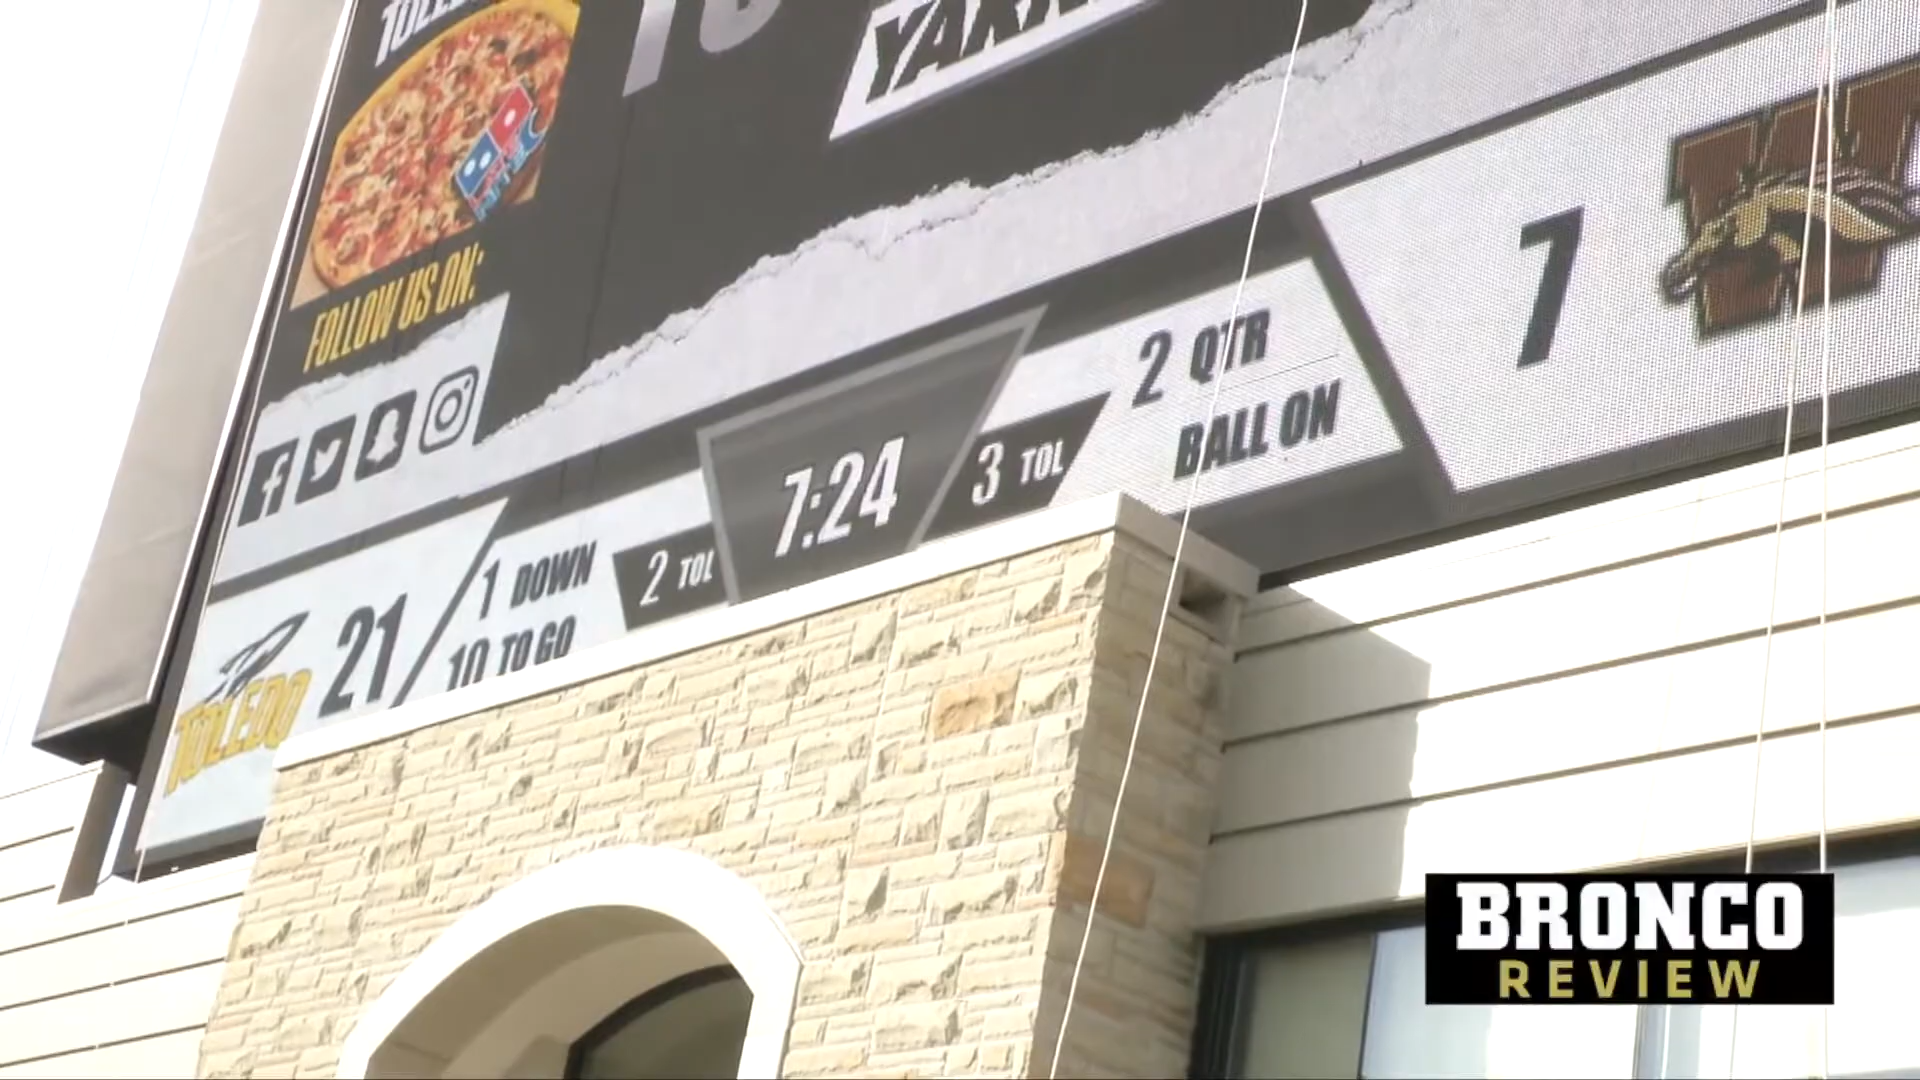 FOLLOW US ON:
7
2 QTR
BALL ON
7:24
3 TOL
2 TOL
1 DOWN
10 TO GO
21
TOLEDO
BRONCO
REVIEW